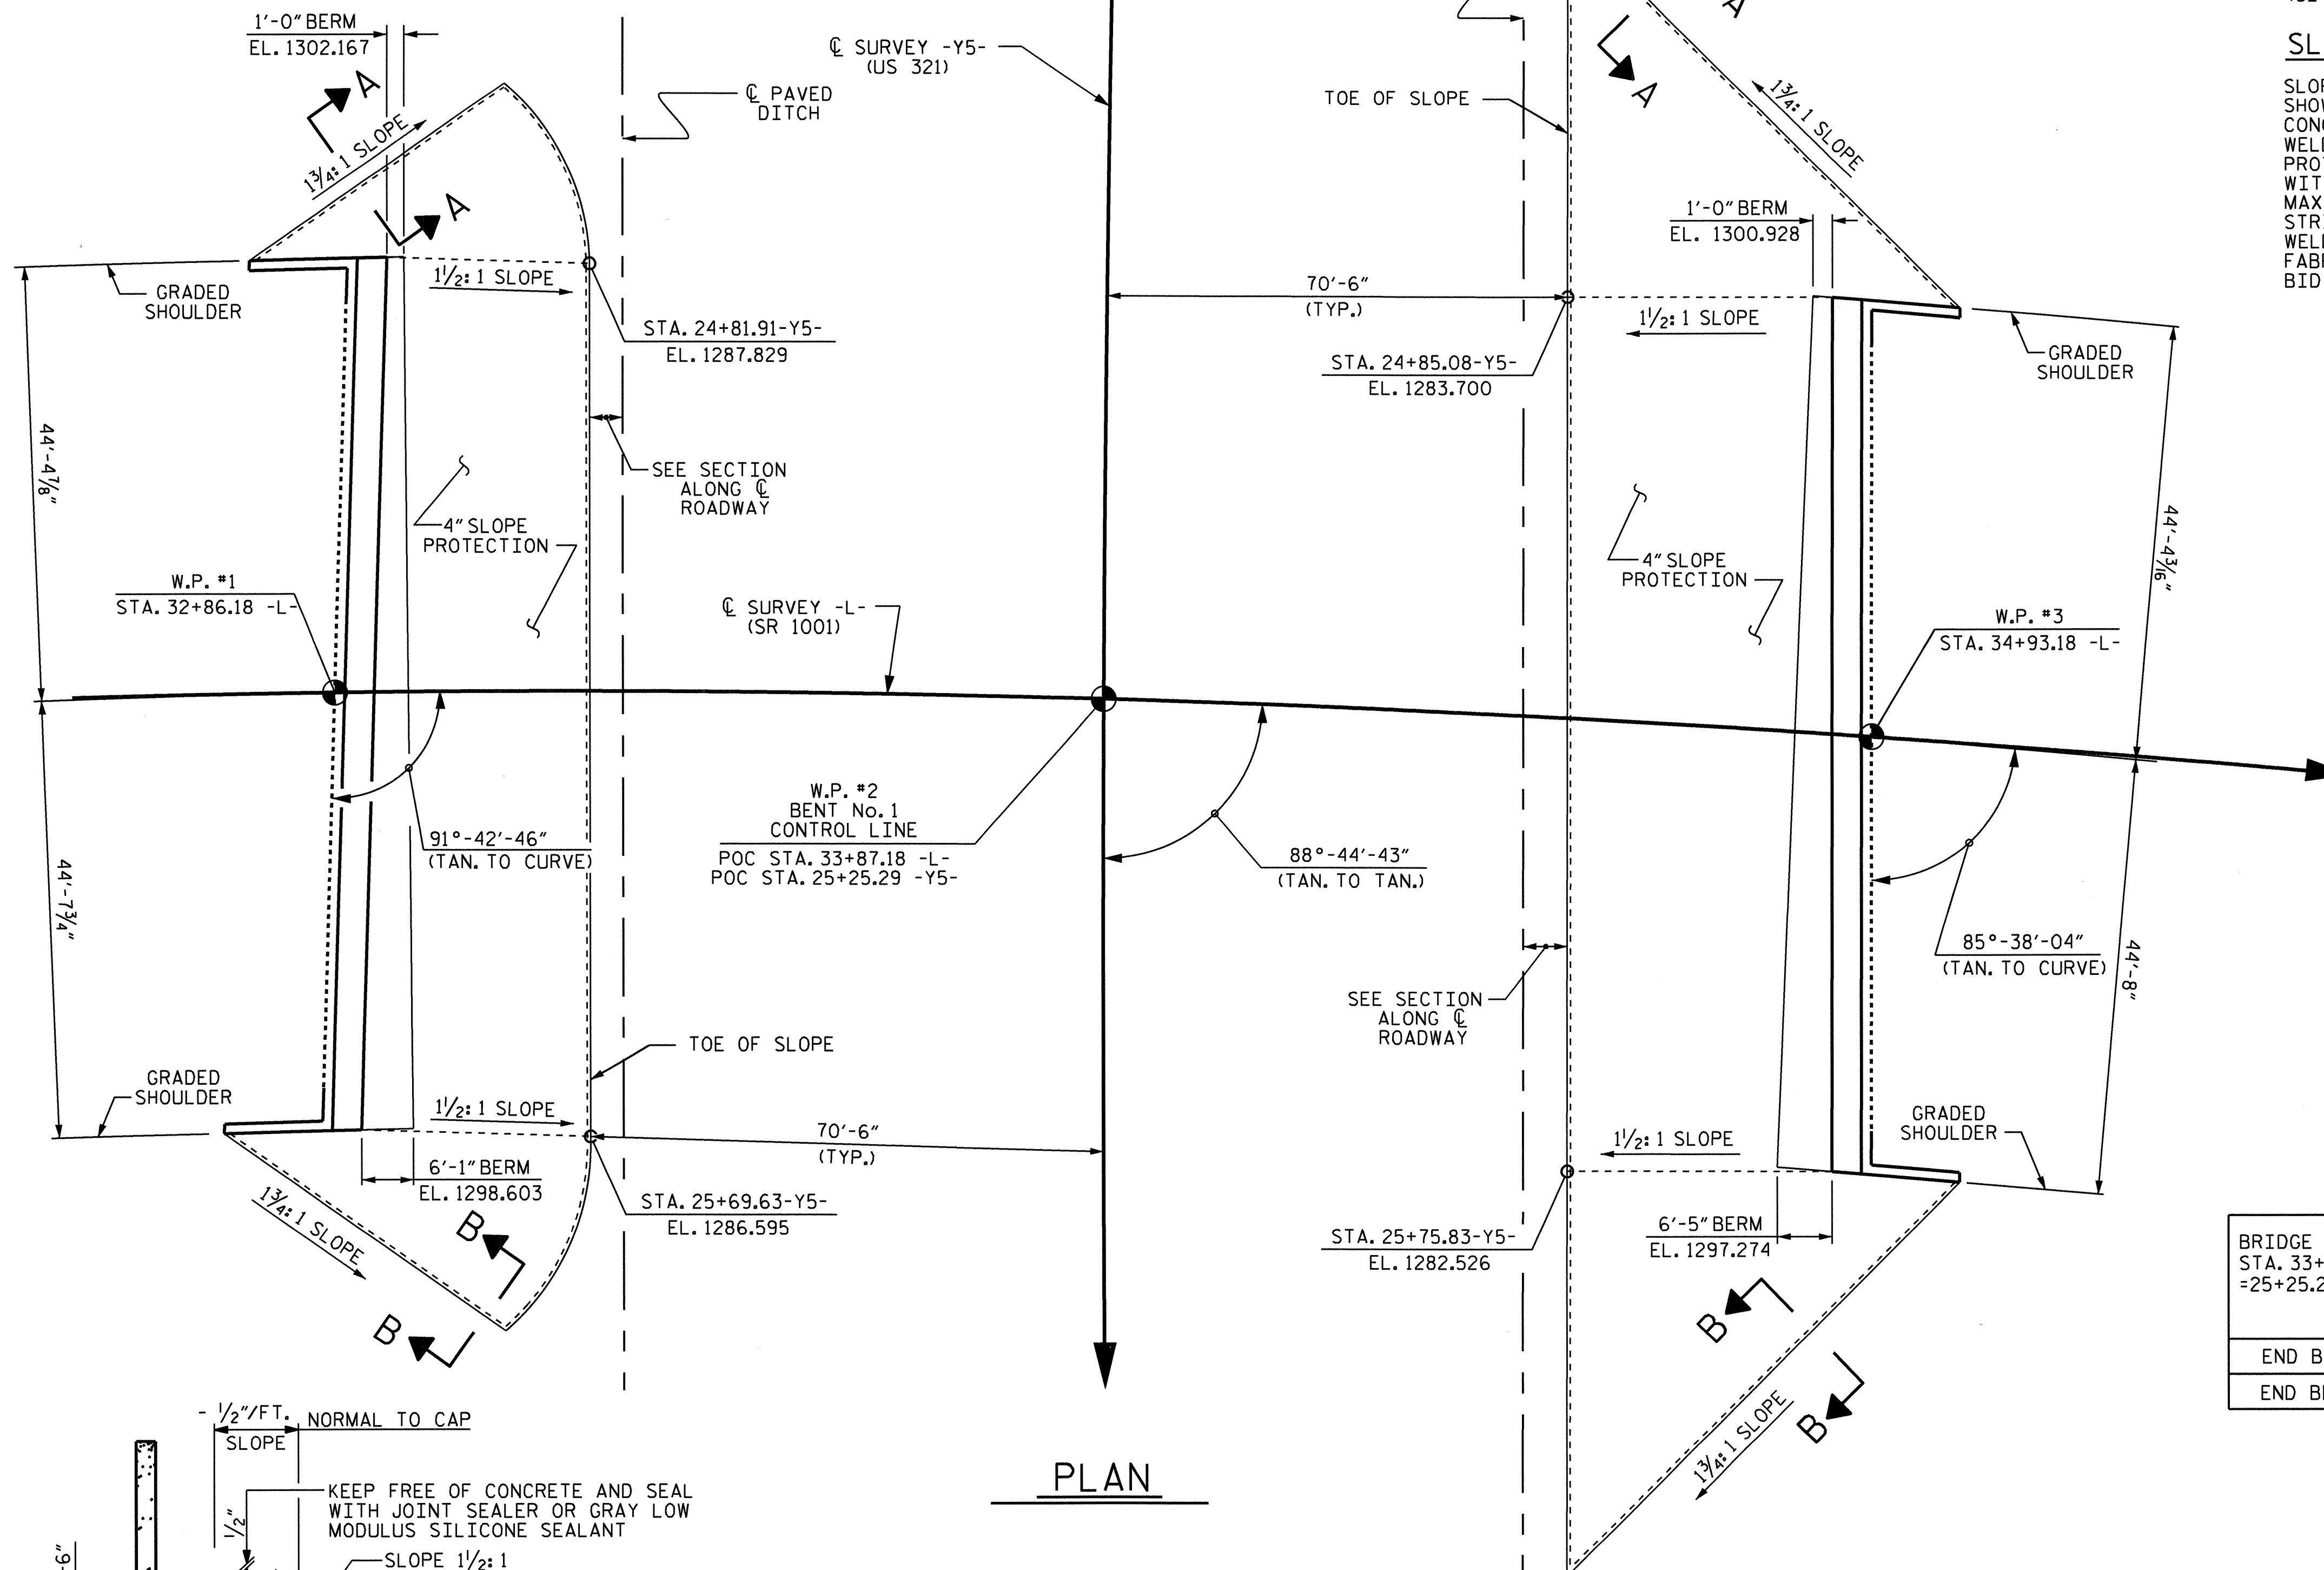 1'-0" BERM
EL. 1302.167
A
A
1¾:1 SLOPE
℄ PAVED
DITCH
℄ SURVEY -Y5-
(US 321)
TOE OF SLOPE
A
A
1¾:1 SLOPE
1'-0" BERM
EL. 1300.928
GRADED
SHOULDER
1½:1 SLOPE
STA. 24+81.91-Y5-
EL. 1287.829
70'-6"
(TYP.)
1½:1 SLOPE
STA. 24+85.08-Y5-
EL. 1283.700
GRADED
SHOULDER
44'-4⅞"
SEE SECTION
ALONG ℄
ROADWAY
4" SLOPE
PROTECTION
4" SLOPE
PROTECTION
44'-4 3/16"
W.P. #1
STA. 32+86.18 -L-
℄ SURVEY -L-
(SR 1001)
W.P. #3
STA. 34+93.18 -L-
W.P. #2
BENT No. 1
CONTROL LINE
POC STA. 33+87.18 -L-
POC STA. 25+25.29 -Y5-
91°-42'-46"
(TAN. TO CURVE)
88°-44'-43"
(TAN. TO TAN.)
85°-38'-04"
(TAN. TO CURVE)
44'-7¾"
44'-8"
SEE SECTION
ALONG ℄
ROADWAY
TOE OF SLOPE
GRADED
SHOULDER
1½:1 SLOPE
70'-6"
(TYP.)
6'-1" BERM
EL. 1298.603
STA. 25+69.63-Y5-
EL. 1286.595
1¾:1 SLOPE
B
B
GRADED
SHOULDER
1½:1 SLOPE
STA. 25+75.83-Y5-
EL. 1282.526
6'-5" BERM
EL. 1297.274
B
B
1¾:1 SLOPE
PLAN
- ½"/FT.
SLOPE
NORMAL TO CAP
½"
KEEP FREE OF CONCRETE AND SEAL
WITH JOINT SEALER OR GRAY LOW
MODULUS SILICONE SEALANT
SLOPE 1½:1
SL
SLOP
SHOW
CONC
WELD
PROT
WIT
MAX
STRI
WELD
FABR
BID
BRIDGE
STA. 33+
=25+25.2
END B
END B